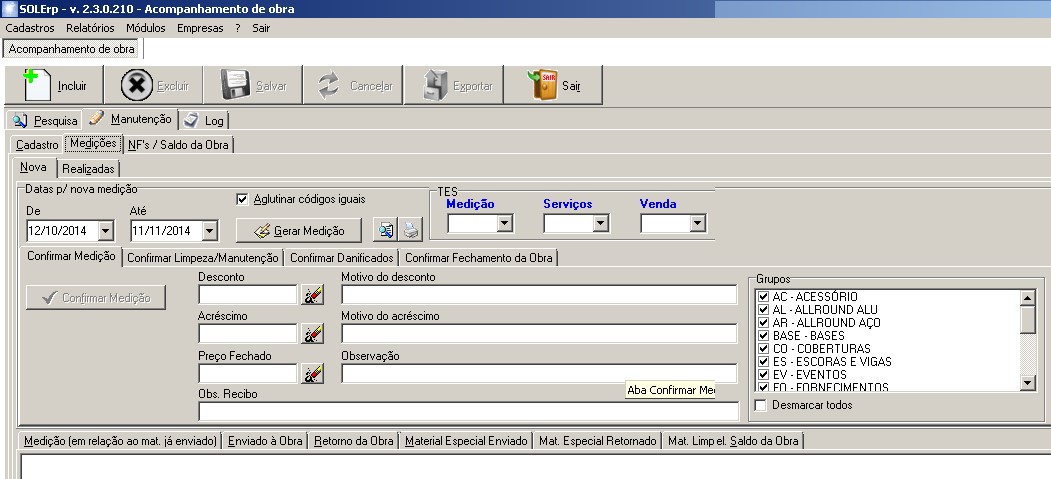 SOLErp - v. 2.3.0.210 - Acompanhamento de obra
Cadastros Relatórios Módulos Empresas ? Sair
Acompanhamento de obra
Incluir Excluir Salvar Cancelar Exportar SAIR Sair
Pesquisa Manutenção Log
Cadastro Medições NF's / Saldo da Obra
Nova Realizadas
Datas p/ nova medição
De Até
12/10/2014 11/11/2014
Aglutinar códigos iguais
Gerar Medição
TES
Medição Serviços Venda
Confirmar Medição Confirmar Limpeza/Manutenção Confirmar Danificados Confirmar Fechamento da Obra
Confirmar Medição
Desconto Motivo do desconto
Acréscimo Motivo do acréscimo
Preço Fechado Observação
Aba Confirmar Me
Obs. Recibo
Grupos
AC - ACESSÓRIO
AL - ALLROUND ALU
AR - ALLROUND AÇO
BASE - BASES
CO - COBERTURAS
ES - ESCORAS E VIGAS
EV - EVENTOS
FO - FORNECIMENTOS
Desmarcar todos
Medição (em relação ao mat. já enviado) Enviado à Obra Retorno da Obra Material Especial Enviado Mat. Especial Retornado Mat. Limp el. Saldo da Obra